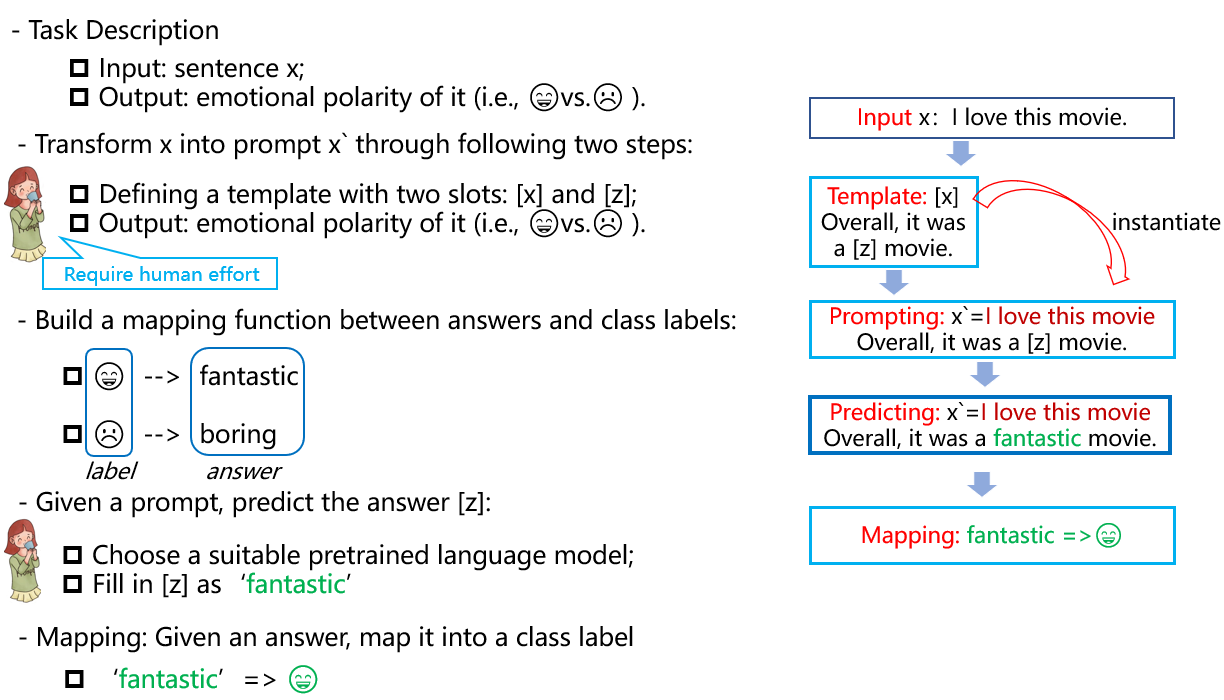 - Task Description
Input: sentence x;
Output: emotional polarity of it (i.e., 😄vs.☹ ).
- Transform x into prompt x` through following two steps:
Defining a template with two slots: [x] and [z];
Output: emotional polarity of it (i.e., 😄vs.☹ ).
Require human effort
- Build a mapping function between answers and class labels:
😄 --> fantastic
☹ --> boring
label answer
- Given a prompt, predict the answer [z]:
Choose a suitable pretrained language model;
Fill in [z] as ‘fantastic’
- Mapping: Given an answer, map it into a class label
‘fantastic’ => 😄
Input x: I love this movie.
Template: [x]
Overall, it was
a [z] movie.
instantiate
Prompting: x`=I love this movie
Overall, it was a [z] movie.
Predicting: x`=I love this movie
Overall, it was a fantastic movie.
Mapping: fantastic =>😄